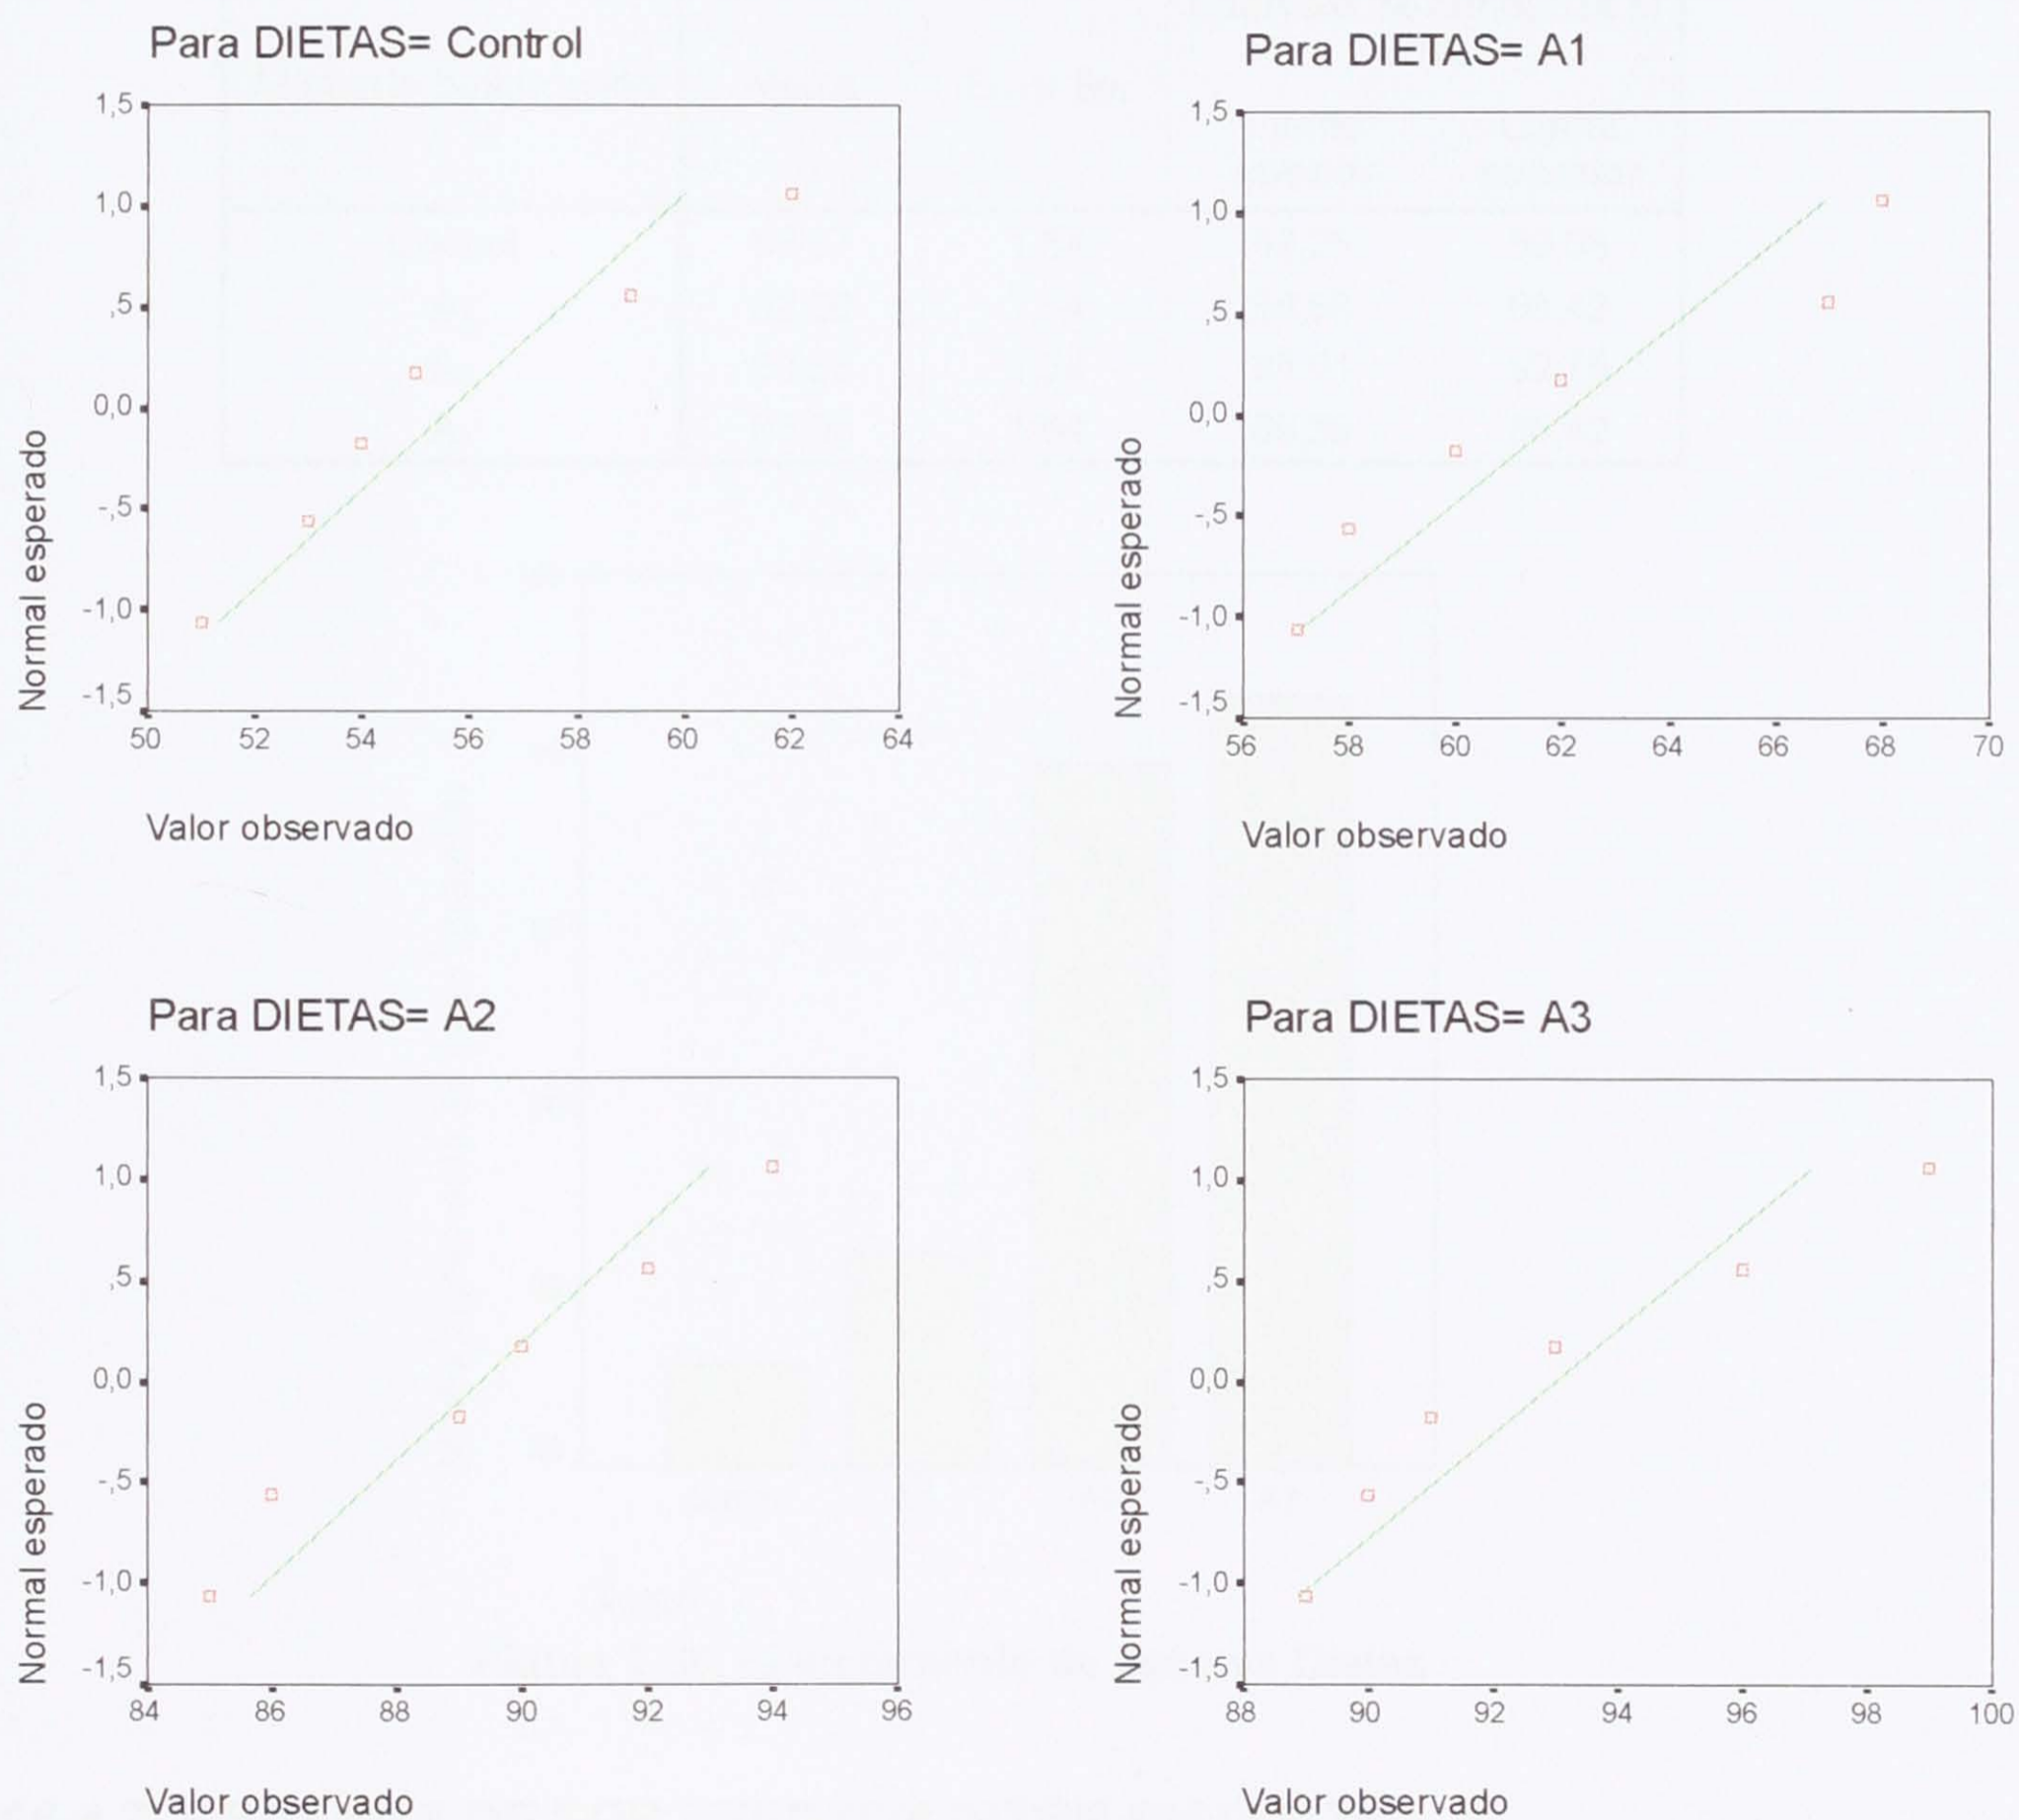 Para DIETAS= Control
1,5
1,0
,5
0,0
-,5
-1,0
-1,5
Normal esperado
50 52 54 56 58 60 62 64
Valor observado
Para DIETAS= A1
1,5
1,0
,5
0,0
-,5
-1,0
-1,5
Normal esperado
56 58 60 62 64 66 68 70
Valor observado
Para DIETAS= A2
1,5
1,0
,5
0,0
-,5
-1,0
-1,5
Normal esperado
84 86 88 90 92 94 96
Valor observado
Para DIETAS= A3
1,5
1,0
,5
0,0
-,5
-1,0
-1,5
Normal esperado
88 90 92 94 96 98 100
Valor observado